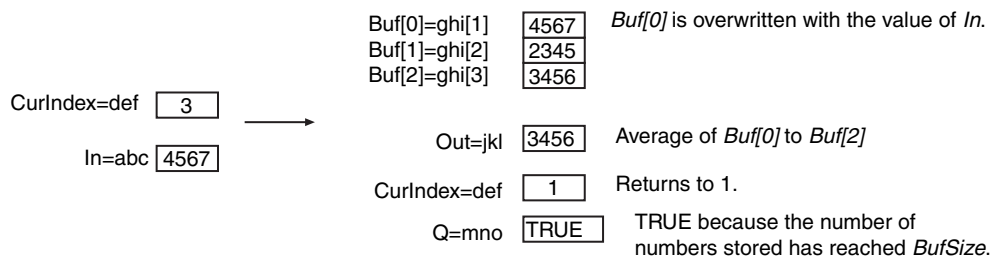 Buf[0]=ghi[1] 4567 Buf[0] is overwritten with the value of In.
Buf[1]=ghi[2] 2345
Buf[2]=ghi[3] 3456
CurIndex=def 3
In=abc 4567
Out=jkl 3456 Average of Buf[0] to Buf[2]
CurIndex=def 1 Returns to 1.
Q=mno TRUE TRUE because the number of
numbers stored has reached BufSize.